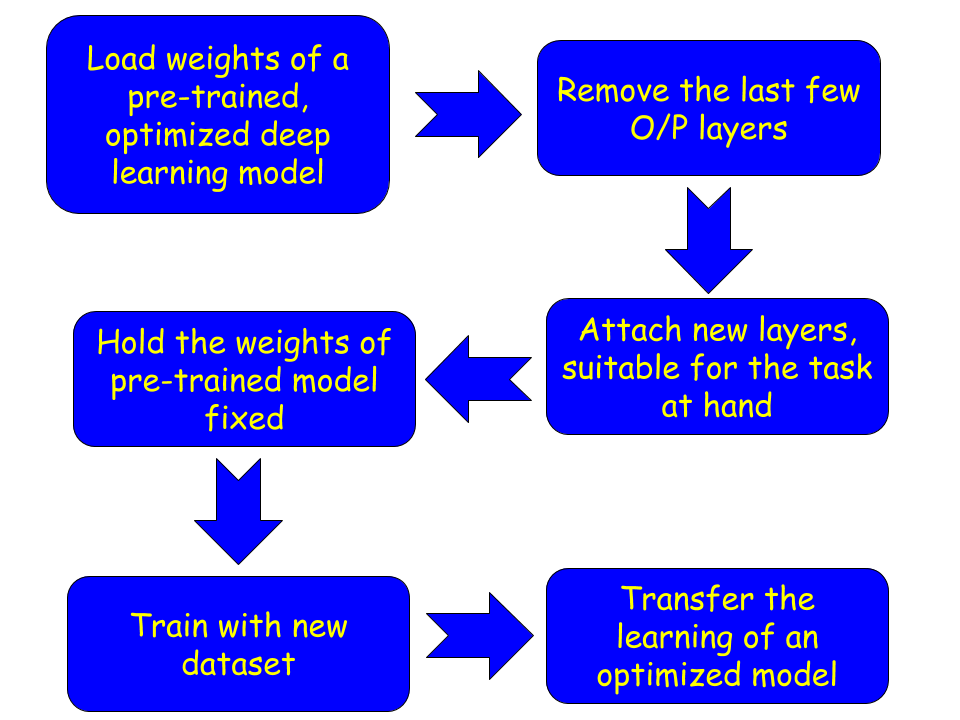 Load weights of a
pre-trained,
optimized deep
learning model
Remove the last few
O/P layers
Attach new layers,
suitable for the task
at hand
Hold the weights of
pre-trained model
fixed
Train with new
dataset
Transfer the
learning of an
optimized model